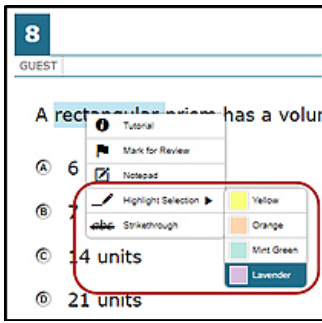 8
GUEST
A rectangular prism has a volu
Tutorial
Mark for Review
Notepad
Highlight Selection
abc Strikethrough
Yellow
Orange
Mint Green
Lavender
A 6
B 7
C 14 units
D 21 units